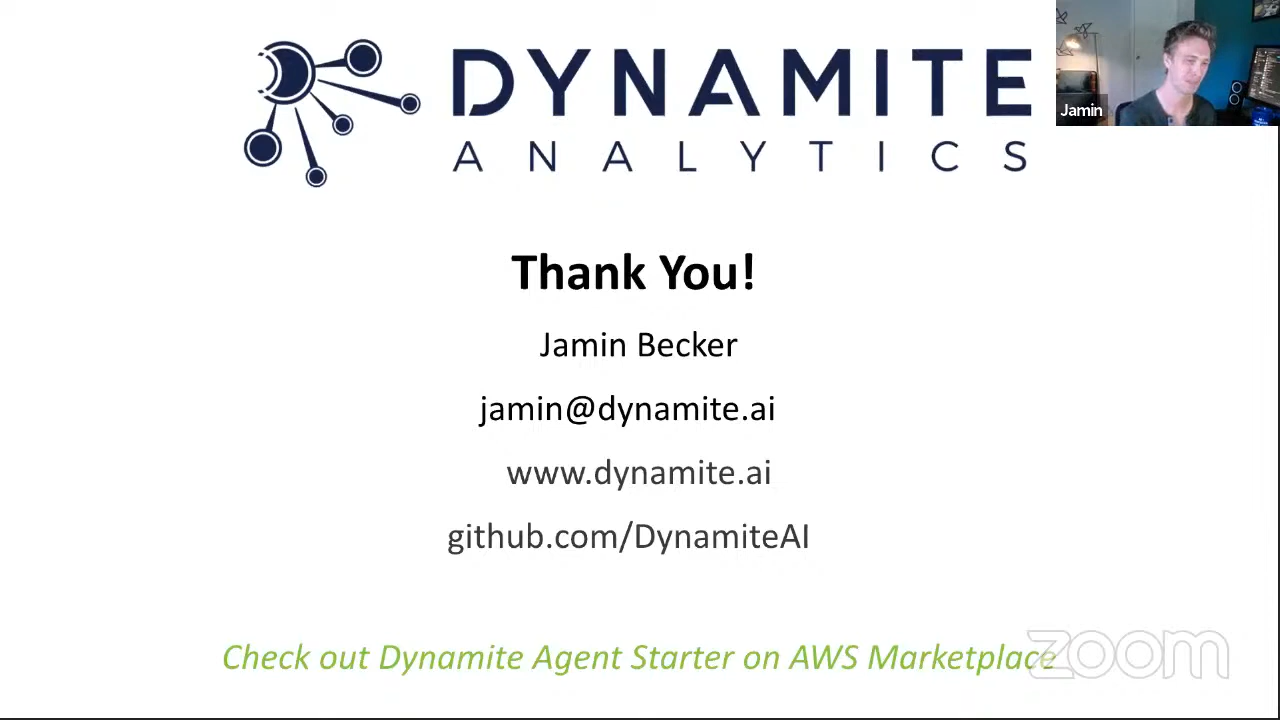 DYNAMITE
ANALYTICS
Jamin
Thank You!
Jamin Becker
jamin@dynamite.ai
www.dynamite.ai
github.com/DynamiteAI
Check out Dynamite Agent Starter on AWS Marketplace
zoom